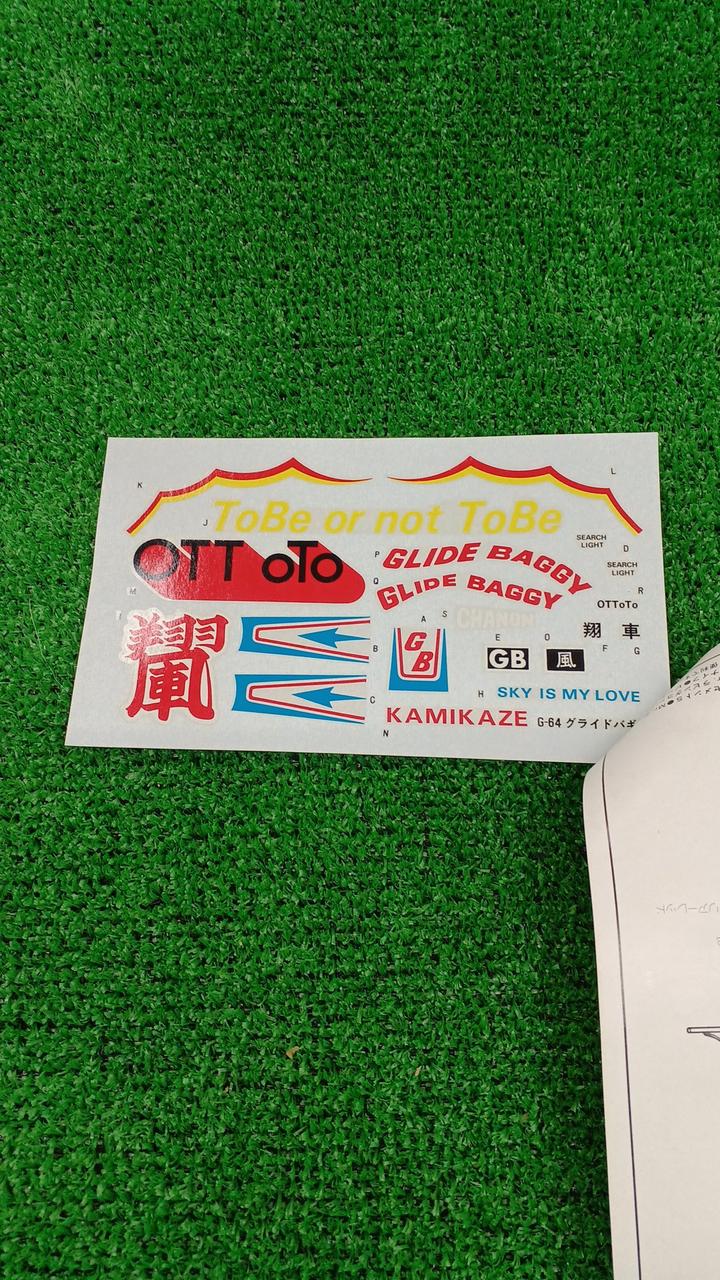 K
L
J
ToBe or not ToBe
OTT oTo
M
P
GLIDE BAGGY
Q
GLIDE BAGGY
SEARCH
LIGHT
D
SEARCH
LIGHT
R
OTToTo
I
A
S
CHANON
GB
B
E
O
GB
風
翔 車
F
G
C
H
SKY IS MY LOVE
KAMIKAZE
N
G-64 グライドバギ